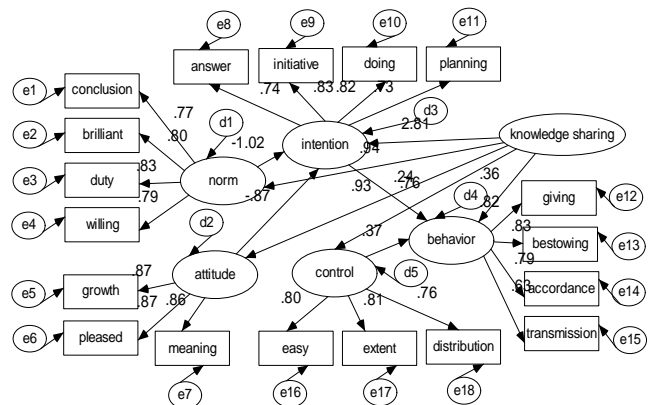 e8
e9
e10
e11
answer
initiative
doing
planning
e1
conclusion
.74
.83
.82
.73
e2
brilliant
.77
.80
d1
-1.02
intention
d3
2.81
.94
knowledge sharing
e3
duty
.83
norm
-.87
.24
.76
.36
e4
willing
.79
.93
d4
.82
giving
e12
d2
.37
behavior
.83
bestowing
e13
e5
growth
.87
attitude
control
d5
.79
accordance
e14
.87
.86
.80
.81
.76
.63
e6
pleased
meaning
easy
extent
distribution
transmission
e15
e7
e16
e17
e18